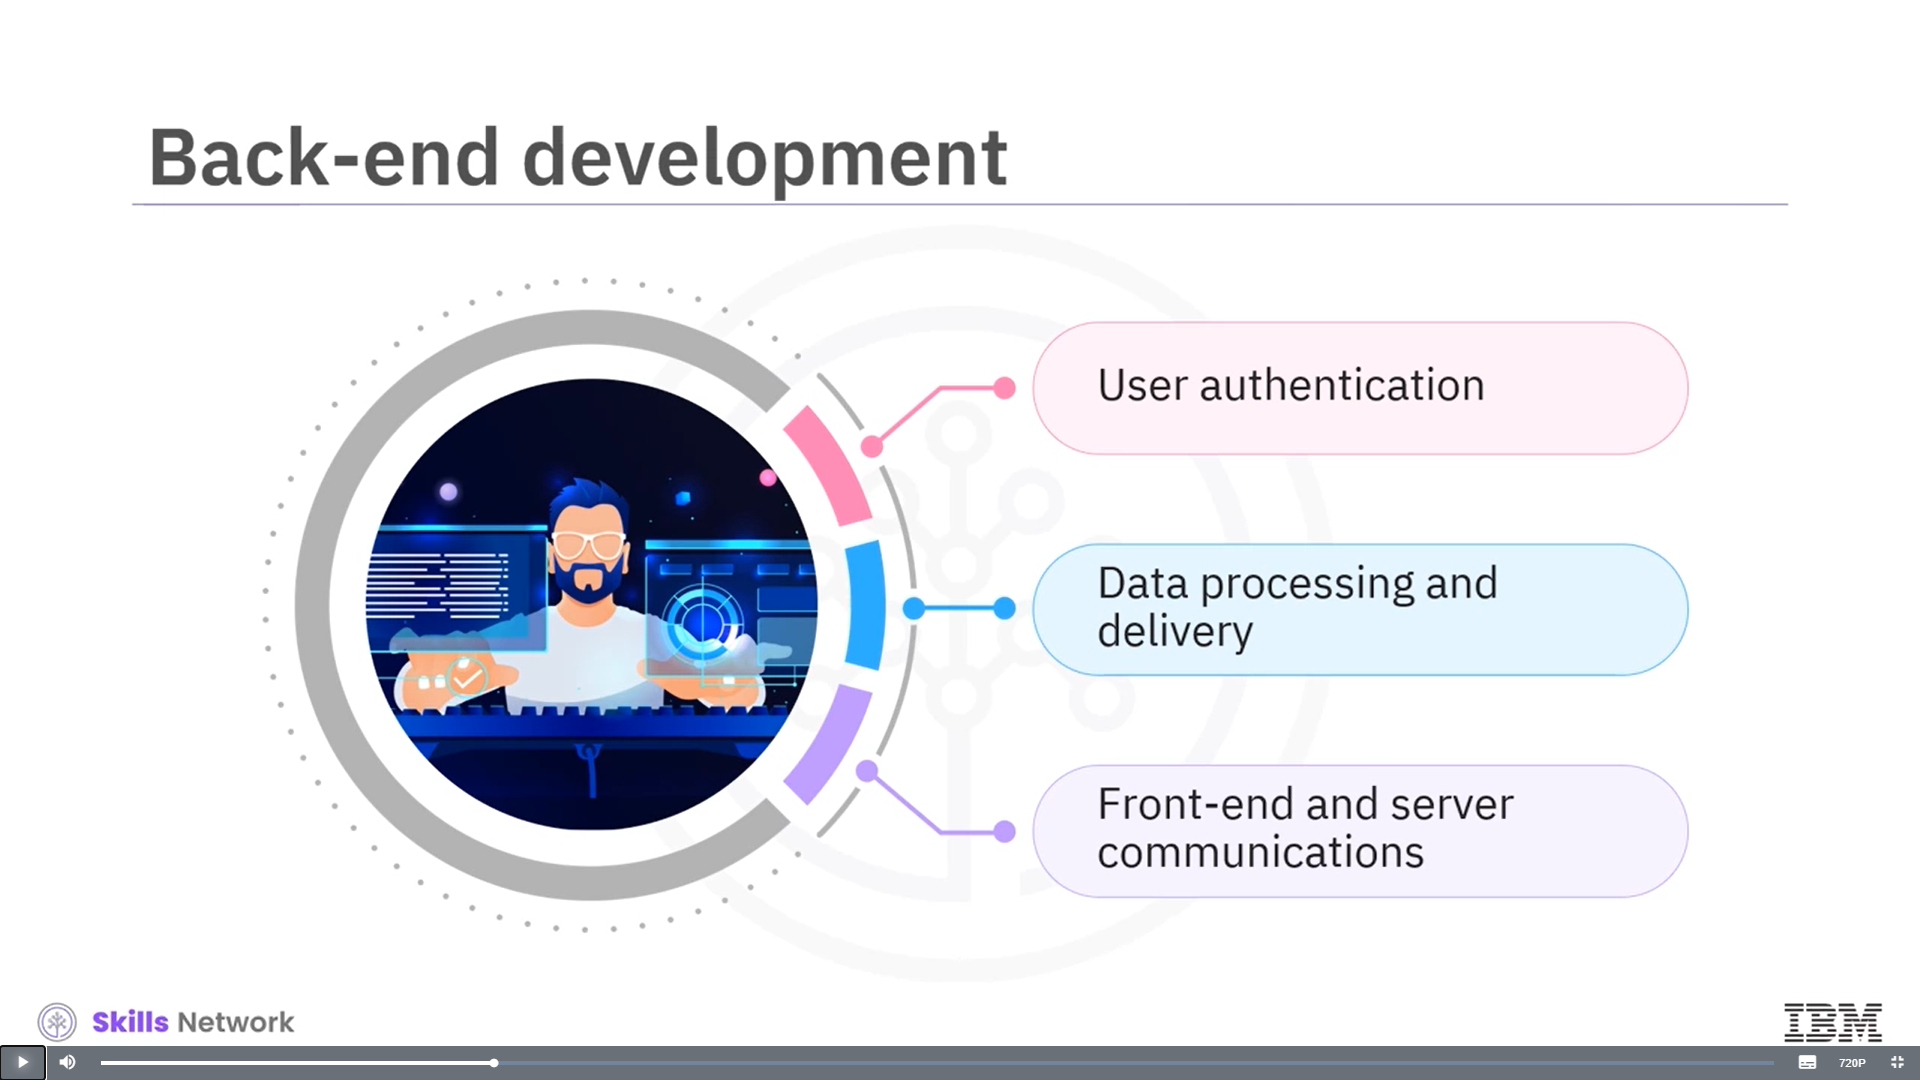 Back-end development
User authentication
Data processing and
delivery
Front-end and server
communications
Skills Network
IBM
720P